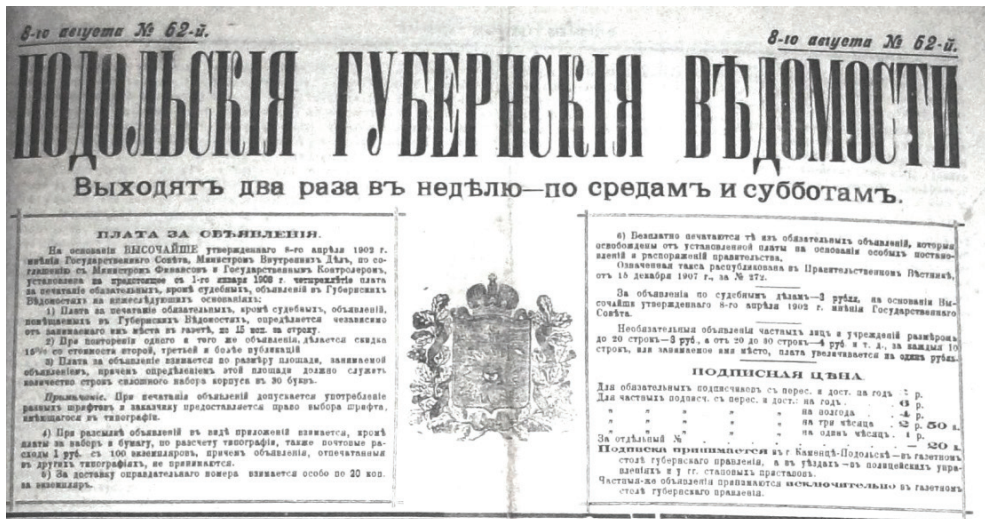 8-го августа № 62-й.
8-го августа № 62-й.
ПОДОЛЬСКІЯ ГУБЕРНСКІЯ ВѢДОМОСТИ
Выходятъ два раза въ недѣлю—по средамъ и субботамъ.
ПЛАТА ЗА ОБЪЯВЛЕНІЯ.
На основаніи ВЫСОЧАЙШЕ утвержденнаго 8-го апрѣля 1902 г.
мнѣнія Государственнаго Совѣта, Министромъ Внутреннихъ Дѣлъ, по со-
глашенію съ Министромъ Финансовъ и Государственнымъ Контролеромъ,
установлена на предстоящее съ 1-го января 1908 г. четырехлѣтіе плата
за печатаніе обязательныхъ, кромѣ судебныхъ, объявленій въ Губернскихъ
Вѣдомостяхъ на нижеслѣдующихъ основаніяхъ:
1) Плата за печатаніе обязательныхъ, кромѣ судебныхъ, объявленій,
помѣщаемыхъ въ Губернскихъ Вѣдомостяхъ, опредѣляется независимо
отъ занимаемаго имъ мѣста въ газетѣ, по 15 коп. за строку.
2) При повтореніи одного и того же объявленія, дѣлается скидка
15% со стоимости второй, третьей и болѣе публикацій
3) Плата за объявленіе взимается по размѣру площади, занимаемой
объявленіемъ, причемъ опредѣленіемъ этой площади должно служить
количество строкъ сплошного набора корпуса въ 30 буквъ.
Примѣчаніе. При печатаніи объявленій допускается употребленіе
разныхъ шрифтовъ и заказчику предоставляется право выбора шрифта,
имѣющагося въ типографіи.
4) При разсылкѣ объявленій въ видѣ приложеній взимается, кромѣ
платы за наборъ и бумагу, по разсчету типографіи, также почтовые рас-
ходы 1 руб. съ 100 экземпляровъ, причемъ объявленія, отпечатанныя
въ другихъ типографіяхъ, не принимаются.
5) За доставку оправдательнаго номера взимается особо по 20 коп.
за экземпляръ.
6) Безплатно печатаются тѣ изъ обязательныхъ объявленій, которыя
освобождены отъ установленной платы на основаніи особыхъ постано-
вленій и распоряженій правительства.
Означенная такса распубликована въ Правительственномъ Вѣстникѣ,
отъ 15 декабря 1907 г., за № 272.
За объявленія по судебнымъ дѣламъ—3 рубля, на основаніи Вы-
сочайше утвержденнаго 8-го апрѣля 1902 г. мнѣнія Государственнаго
Совѣта.
Необязательныя объявленія частныхъ лицъ и учрежденій размѣромъ
до 20 строкъ—3 руб., а отъ 20 до 30 строкъ—4 руб. и т. д., за каждыя 10
строкъ, или занимаемое ими мѣсто, плата увеличивается на одинъ рубль.
ПОДПИСНАЯ ЦѢНА.
Для обязательныхъ подписчиковъ съ перес. и дост. на годъ р.
Для частныхъ подписч. съ перес. и дост.: на годъ . . . 6 р.
" " " " на полгода . . 4 р.
" " " " на три мѣсяца . 2 р. 50 к.
" " " " на одинъ мѣсяцъ . 1 р.
За отдѣльный № . . . — 20 к.
Подписка принимается въ г. Каменцѣ-Подольскѣ—въ газетномъ
столѣ губернскаго правленія, а въ уѣздахъ—въ полицейскихъ упра-
вленіяхъ и у гг. становыхъ приставовъ.
Частныя-же объявленія принимаются исключительно въ газетномъ
столѣ губернскаго правленія.